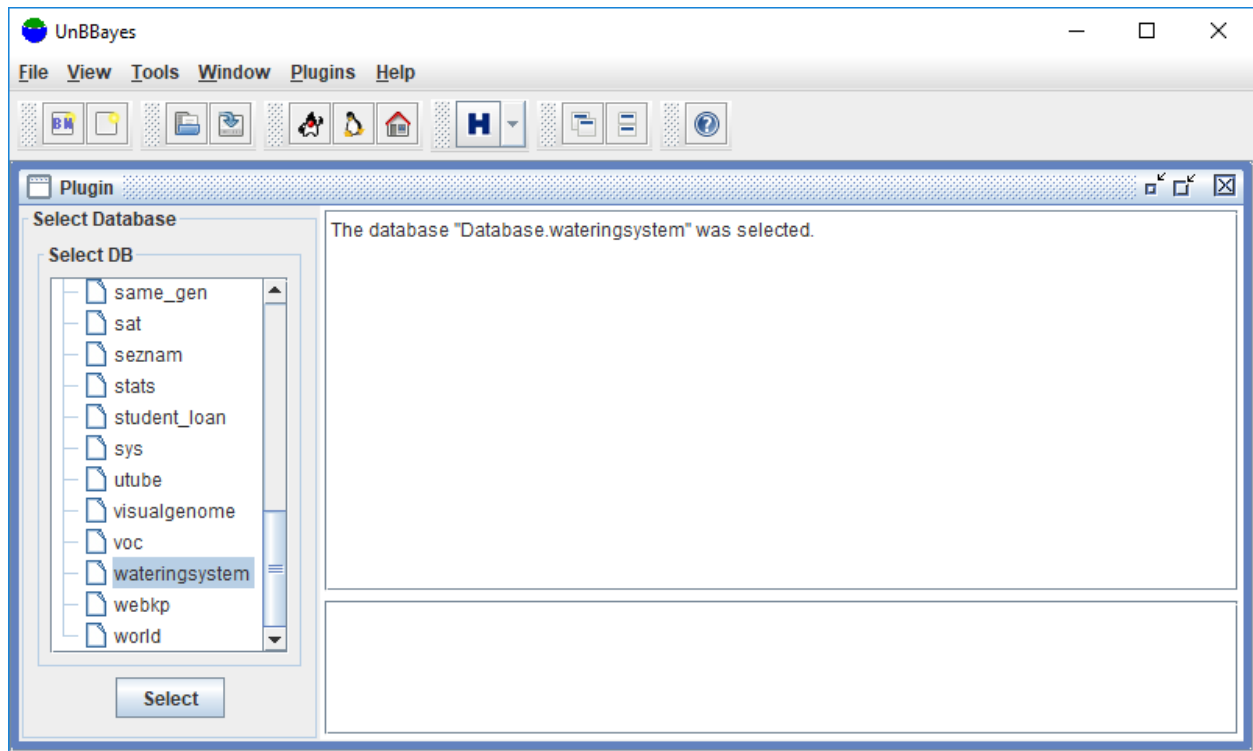 UnBBayes
File View Tools Window Plugins Help
BN
H
?
Plugin
Select Database
Select DB
same_gen
sat
seznam
stats
student_loan
sys
utube
visualgenome
voc
wateringsystem
webkp
world
Select
The database "Database.wateringsystem" was selected.